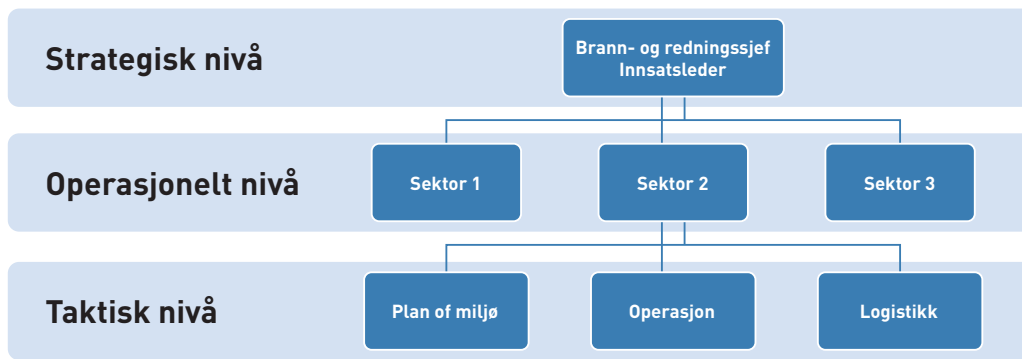 Strategisk nivå
Brann- og redningssjef
Innsatsleder
Operasjonelt nivå
Sektor 1
Sektor 2
Sektor 3
Taktisk nivå
Plan of miljø
Operasjon
Logistikk